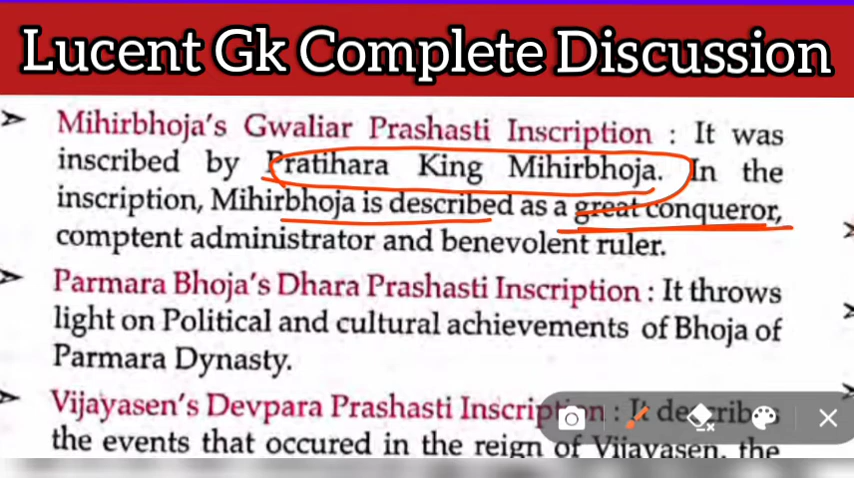 Lucent Gk Complete Discussion
➢ Mihirbhoja's Gwaliar Prashasti Inscription : It was
inscribed by Pratihara King Mihirbhoja. In the
inscription, Mihirbhoja is described as a great conqueror,
comptent administrator and benevolent ruler.
➢ Parmara Bhoja's Dhara Prashasti Inscription : It throws
light on Political and cultural achievements of Bhoja of
Parmara Dynasty.
➢ Vijayasen's Devpara Prashasti Inscription : It describes
the events that occured in the reign of Vijayasen, the